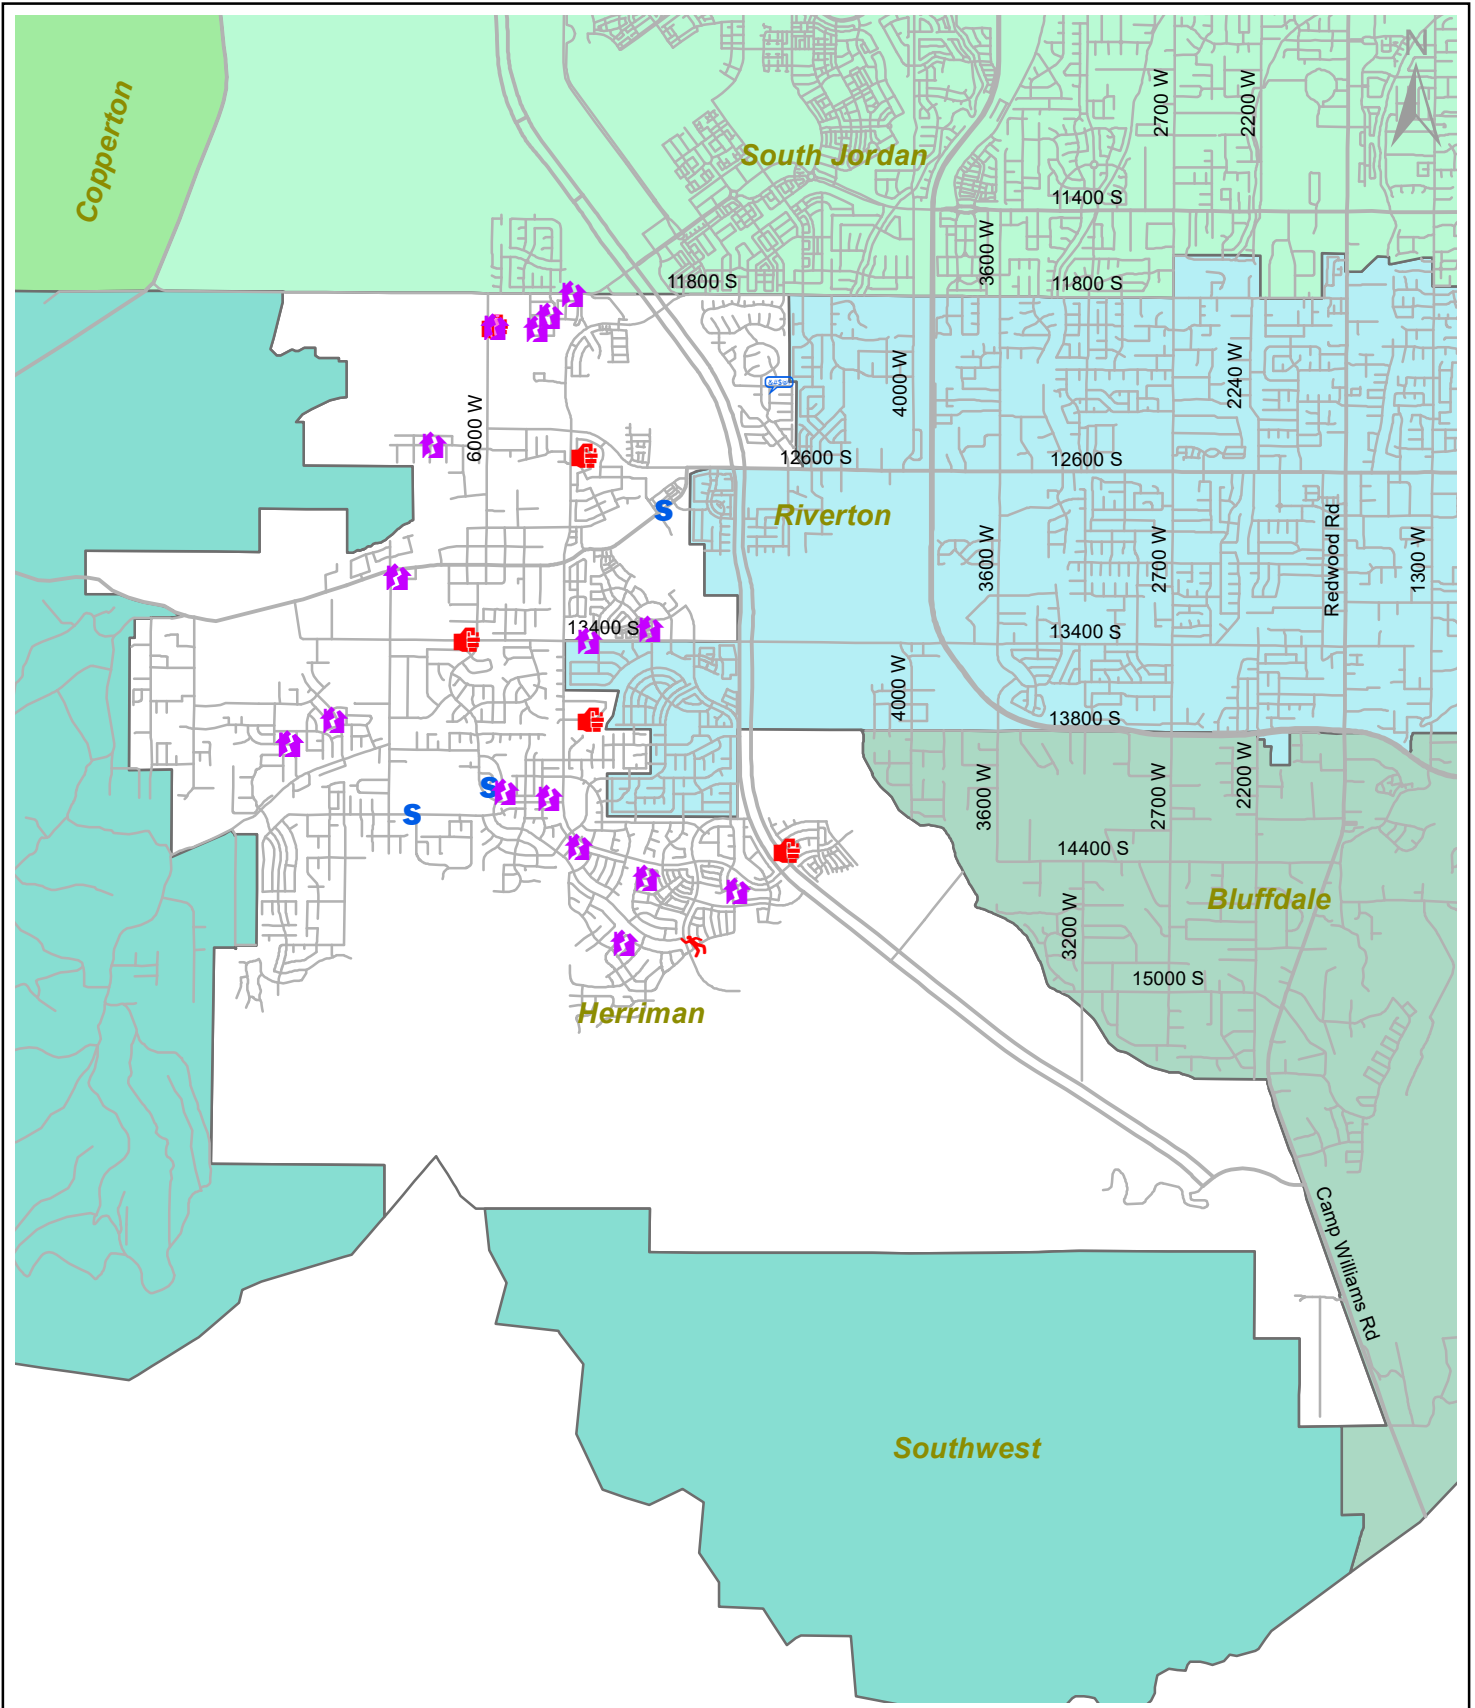 N
Copperton
South Jordan
2700 W
2200 W
11400 S
3600 W
11800 S
11800 S
&#$%
4000 W
2240 W
6000 W
12600 S
12600 S
S
Riverton
3600 W
2700 W
Redwood Rd
1300 W
13400 S
13400 S
4000 W
13800 S
S
S
3600 W
2700 W
2200 W
14400 S
Bluffdale
3200 W
15000 S
Herriman
Camp Williams Rd
Southwest